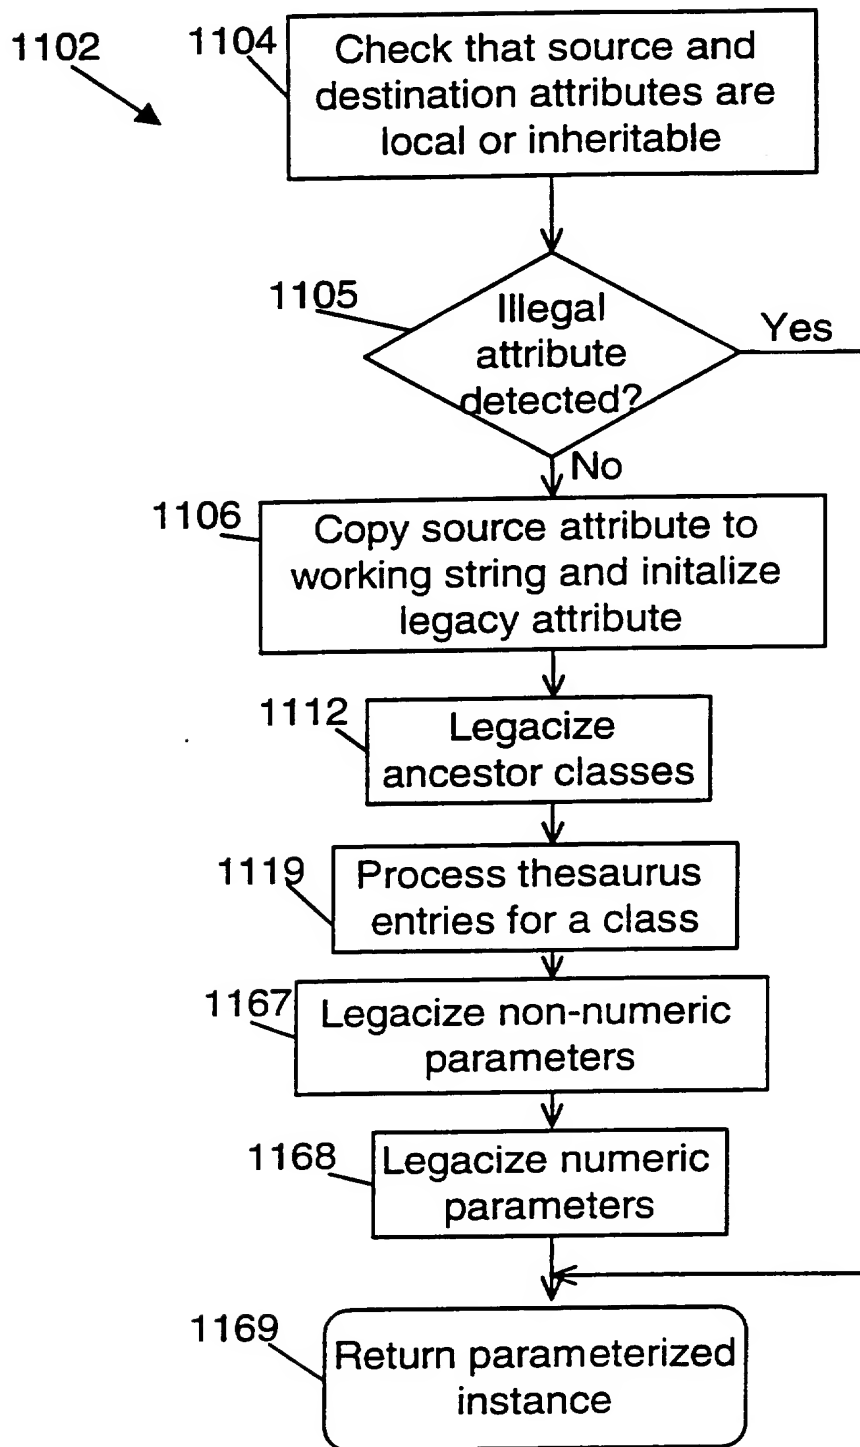 1102
1104
Check that source and
destination attributes are
local or inheritable
1105
Illegal
attribute
detected?
Yes
No
1106
Copy source attribute to
working string and initalize
legacy attribute
1112
Legacize
ancestor classes
1119
Process thesaurus
entries for a class
1167
Legacize non-numeric
parameters
1168
Legacize numeric
parameters
1169
Return parameterized
instance